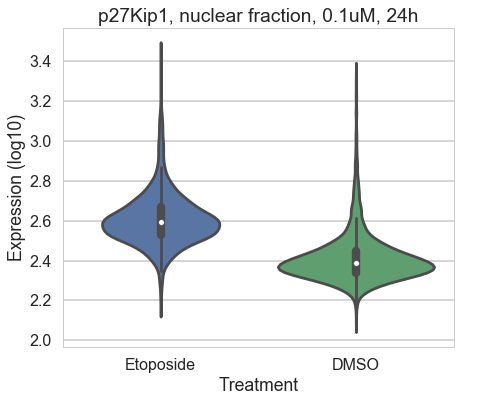 p27Kip1, nuclear fraction, 0.1uM, 24h
Expression (log10)
3.4
3.2
3.0
2.8
2.6
2.4
2.2
2.0
Etoposide DMSO
Treatment